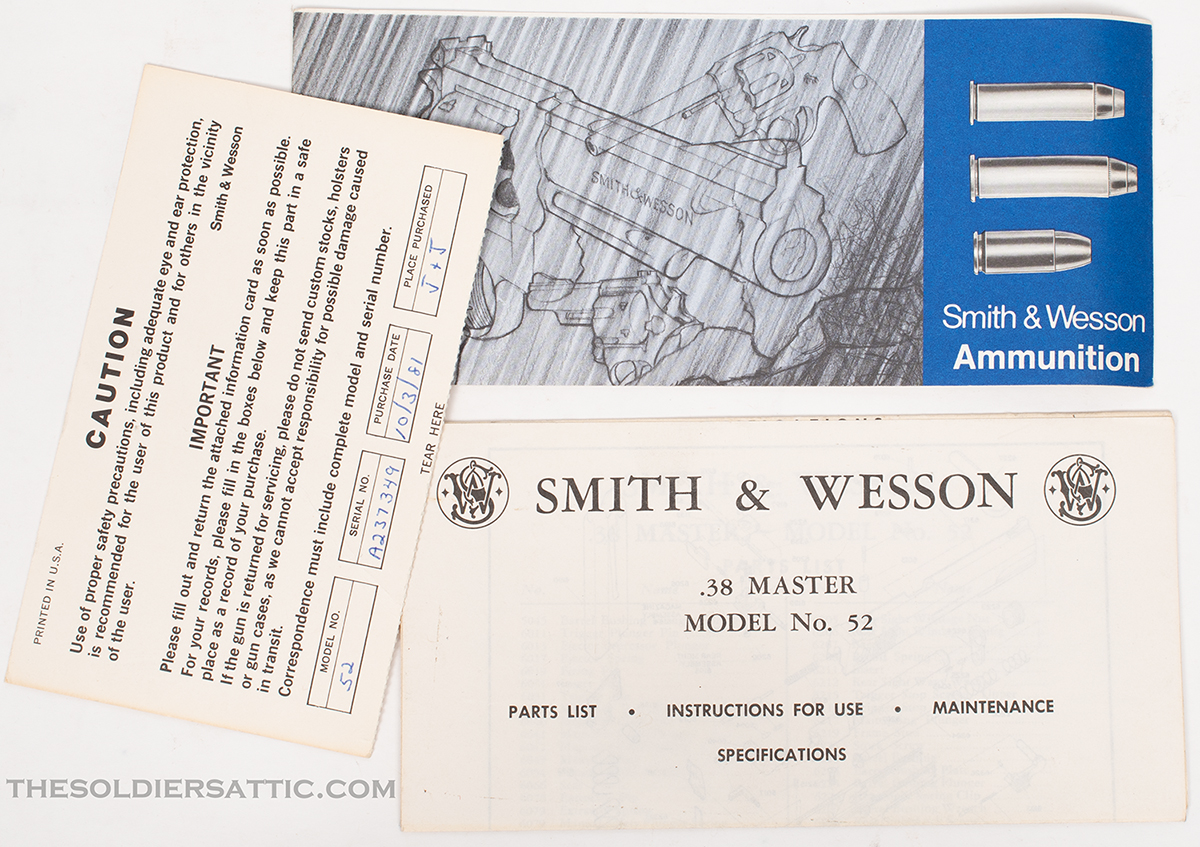 SMITH & WESSON
Smith & Wesson
Ammunition
CAUTION
Use of proper safety precautions, including adequate eye and ear protection,
is recommended for the user of this product and for others in the vicinity
of the user.
Smith & Wesson
IMPORTANT
Please fill out and return the attached information card as soon as possible.
For your records, please fill in the boxes below and keep this part in a safe
place as a record of your purchase.
If the gun is returned for servicing, please do not send custom stocks, holsters
or gun cases, as we cannot accept responsibility for possible damage caused
in transit.
Correspondence must include complete model and serial number.
MODEL NO.
52
SERIAL NO.
A237349
PURCHASE DATE
10/3/81
PLACE PURCHASED
J & J
TEAR HERE
PRINTED IN U.S.A.
SMITH & WESSON
.38 MASTER
MODEL No. 52
PARTS LIST • INSTRUCTIONS FOR USE • MAINTENANCE
SPECIFICATIONS
THESOLDIERSATTIC.COM